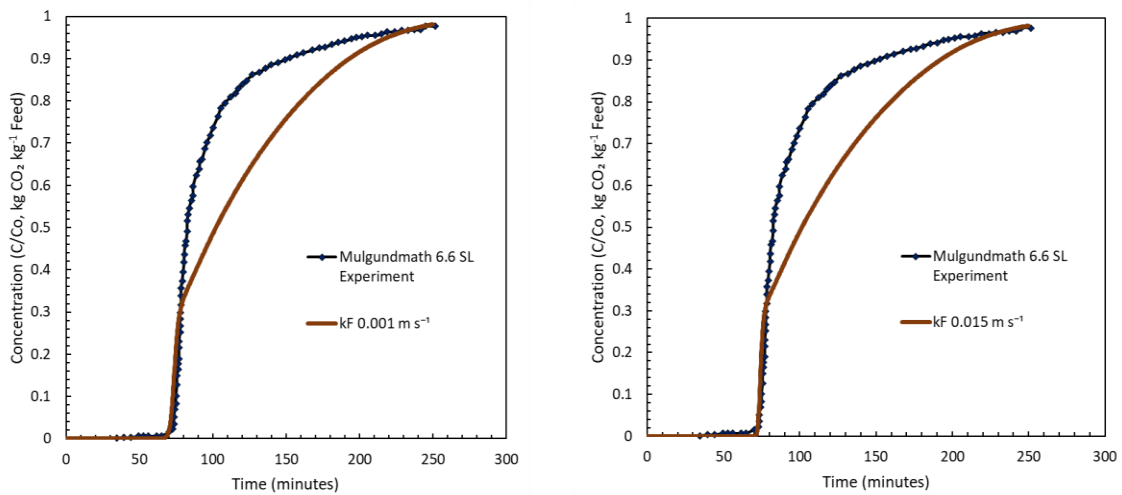 Concentration (C/Co, kg CO₂ kg⁻¹ Feed)
1
0.9
0.8
0.7
0.6
0.5
0.4
0.3
0.2
0.1
0
0 50 100 150 200 250 300
Time (minutes)
Mulgundmath 6.6 SL
Experiment
kF 0.001 m s⁻¹
Concentration (C/Co, kg CO₂ kg⁻¹ Feed)
1
0.9
0.8
0.7
0.6
0.5
0.4
0.3
0.2
0.1
0
0 50 100 150 200 250 300
Time (minutes)
Mulgundmath 6.6 SL
Experiment
kF 0.015 m s⁻¹